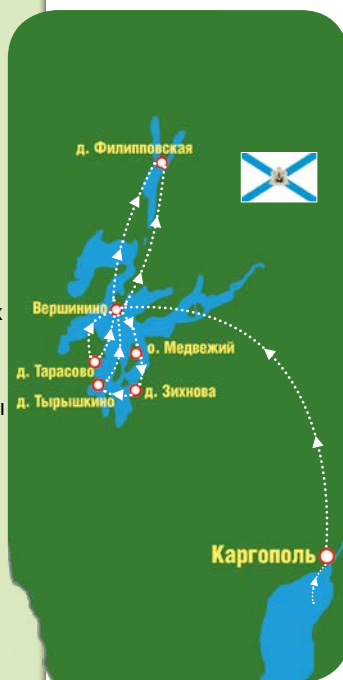 д. Филипповская
Вершинино
о. Медвежий
д. Тарасово
д. Зихнова
д. Тырышкино
Каргополь
к
ы